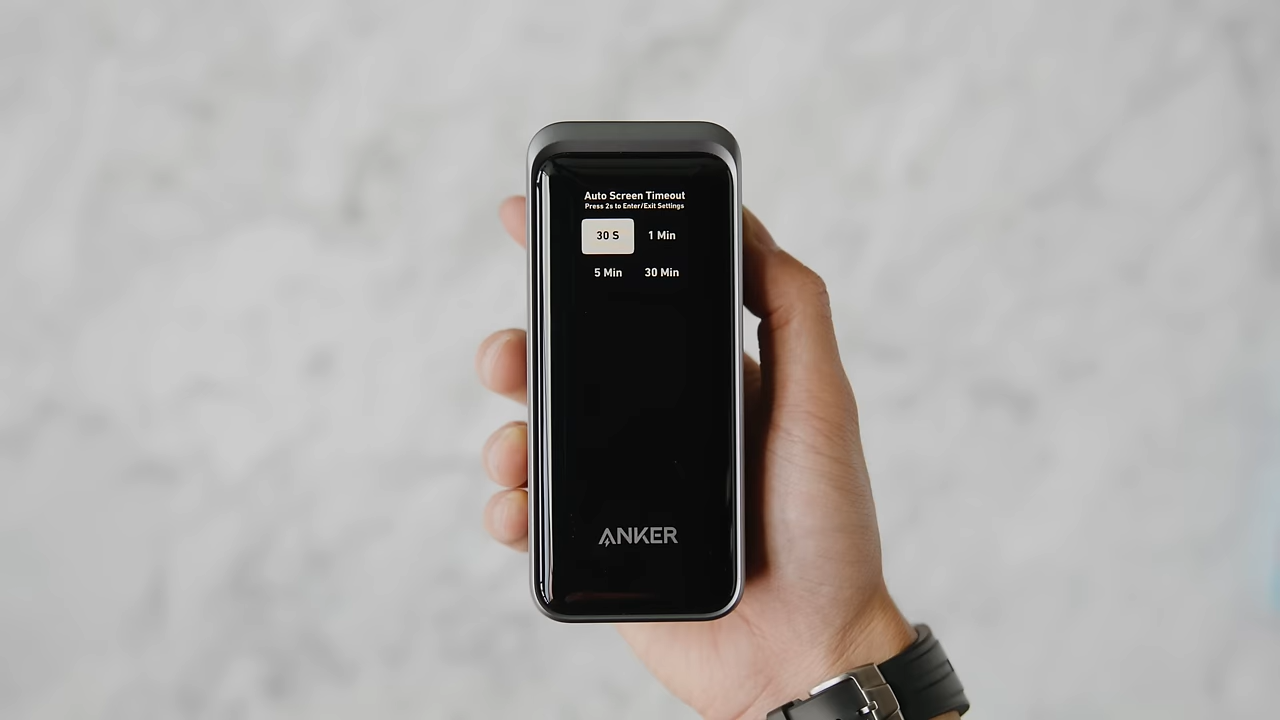 Auto Screen Timeout
Press 2s to Enter/Exit Settings
30 S 1 Min
5 Min 30 Min
ANKER